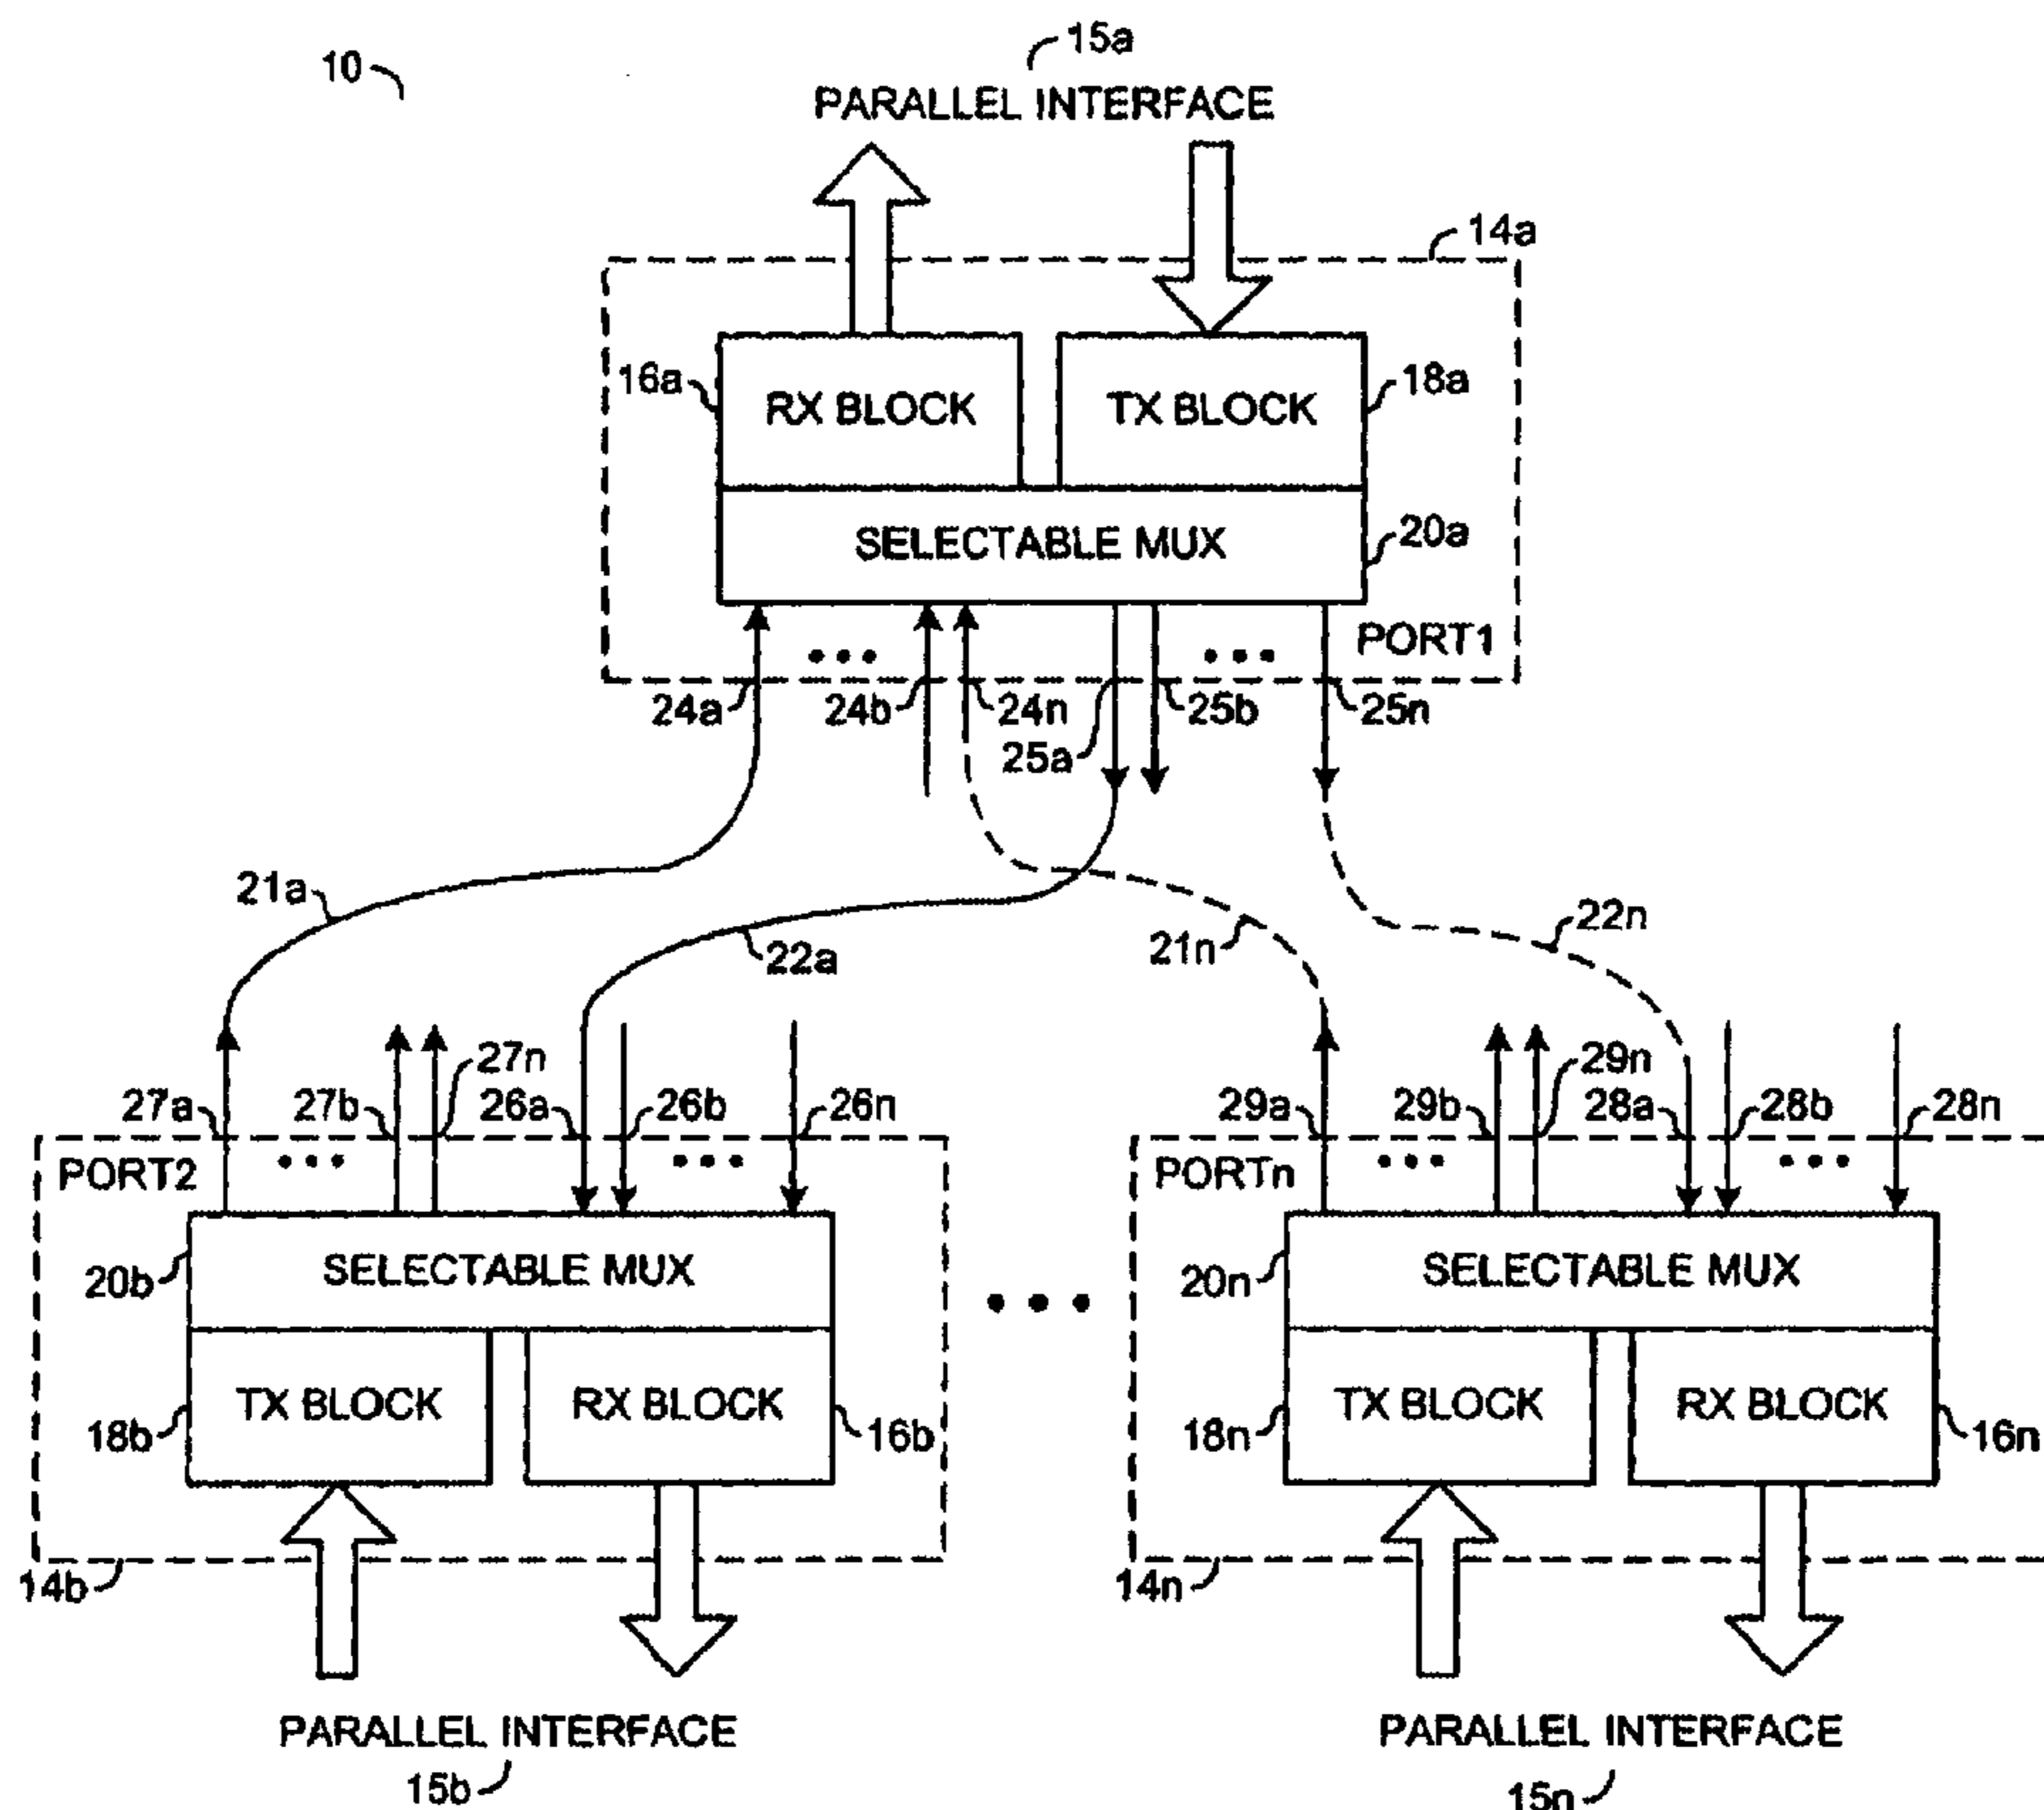 10
15a
PARALLEL INTERFACE
14a
16a
RX BLOCK
TX BLOCK
18a
SELECTABLE MUX
20a
PORT1
24a
24b
24n
25b
25n
25a
21a
22a
21n
22n
27n
29n
27a
27b
26a
26b
26n
29a
29b
28a
28b
28n
PORT2
PORTn
20b
SELECTABLE MUX
20n
SELECTABLE MUX
18b
TX BLOCK
RX BLOCK
16b
18n
TX BLOCK
RX BLOCK
16n
14b
14n
PARALLEL INTERFACE
15b
PARALLEL INTERFACE
15n